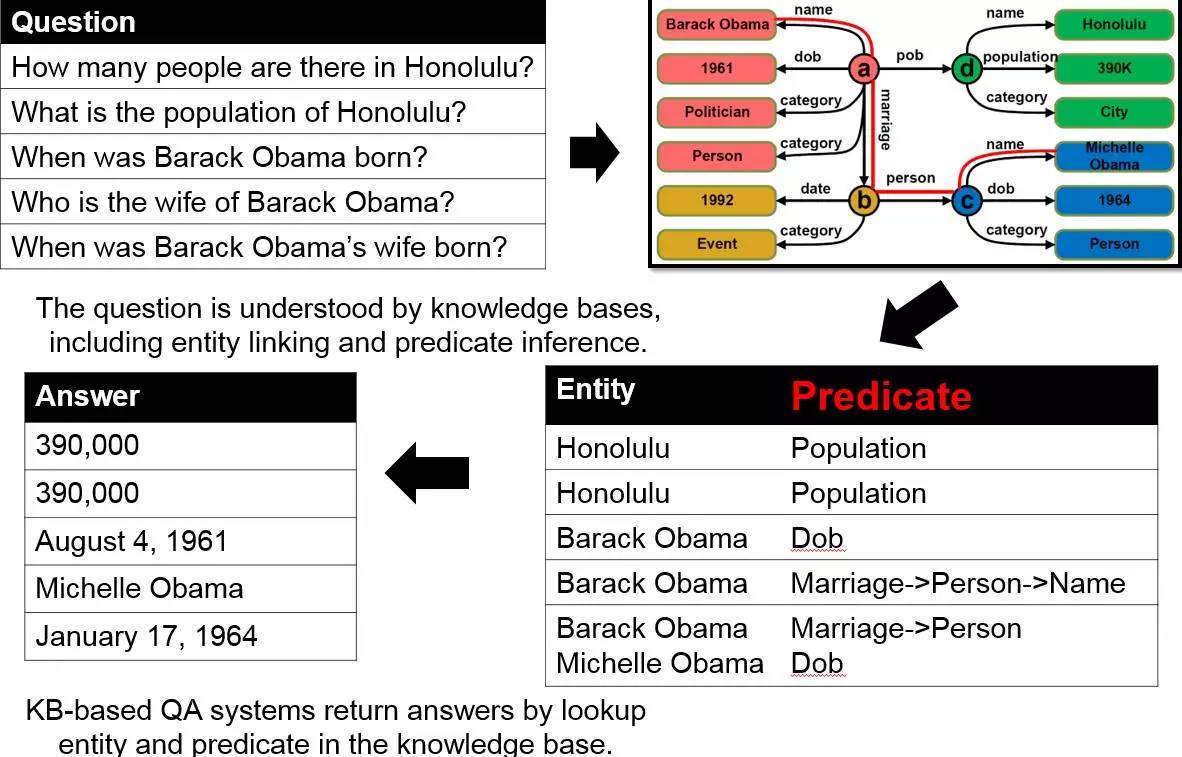 Question
How many people are there in Honolulu?
What is the population of Honolulu?
When was Barack Obama born?
Who is the wife of Barack Obama?
When was Barack Obama’s wife born?
name
name
Barack Obama
Honolulu
dob
pob
population
1961
a
d
390K
category
category
Politician
marriage
City
category
name
Person
Michelle
Obama
person
date
dob
1992
b
c
1964
category
category
Event
Person
The question is understood by knowledge bases,
including entity linking and predicate inference.
Entity Predicate
Honolulu Population
Honolulu Population
Barack Obama Dob
Barack Obama Marriage->Person->Name
Barack Obama Marriage->Person
Michelle Obama Dob
Answer
390,000
390,000
August 4, 1961
Michelle Obama
January 17, 1964
KB-based QA systems return answers by lookup
entity and predicate in the knowledge base.